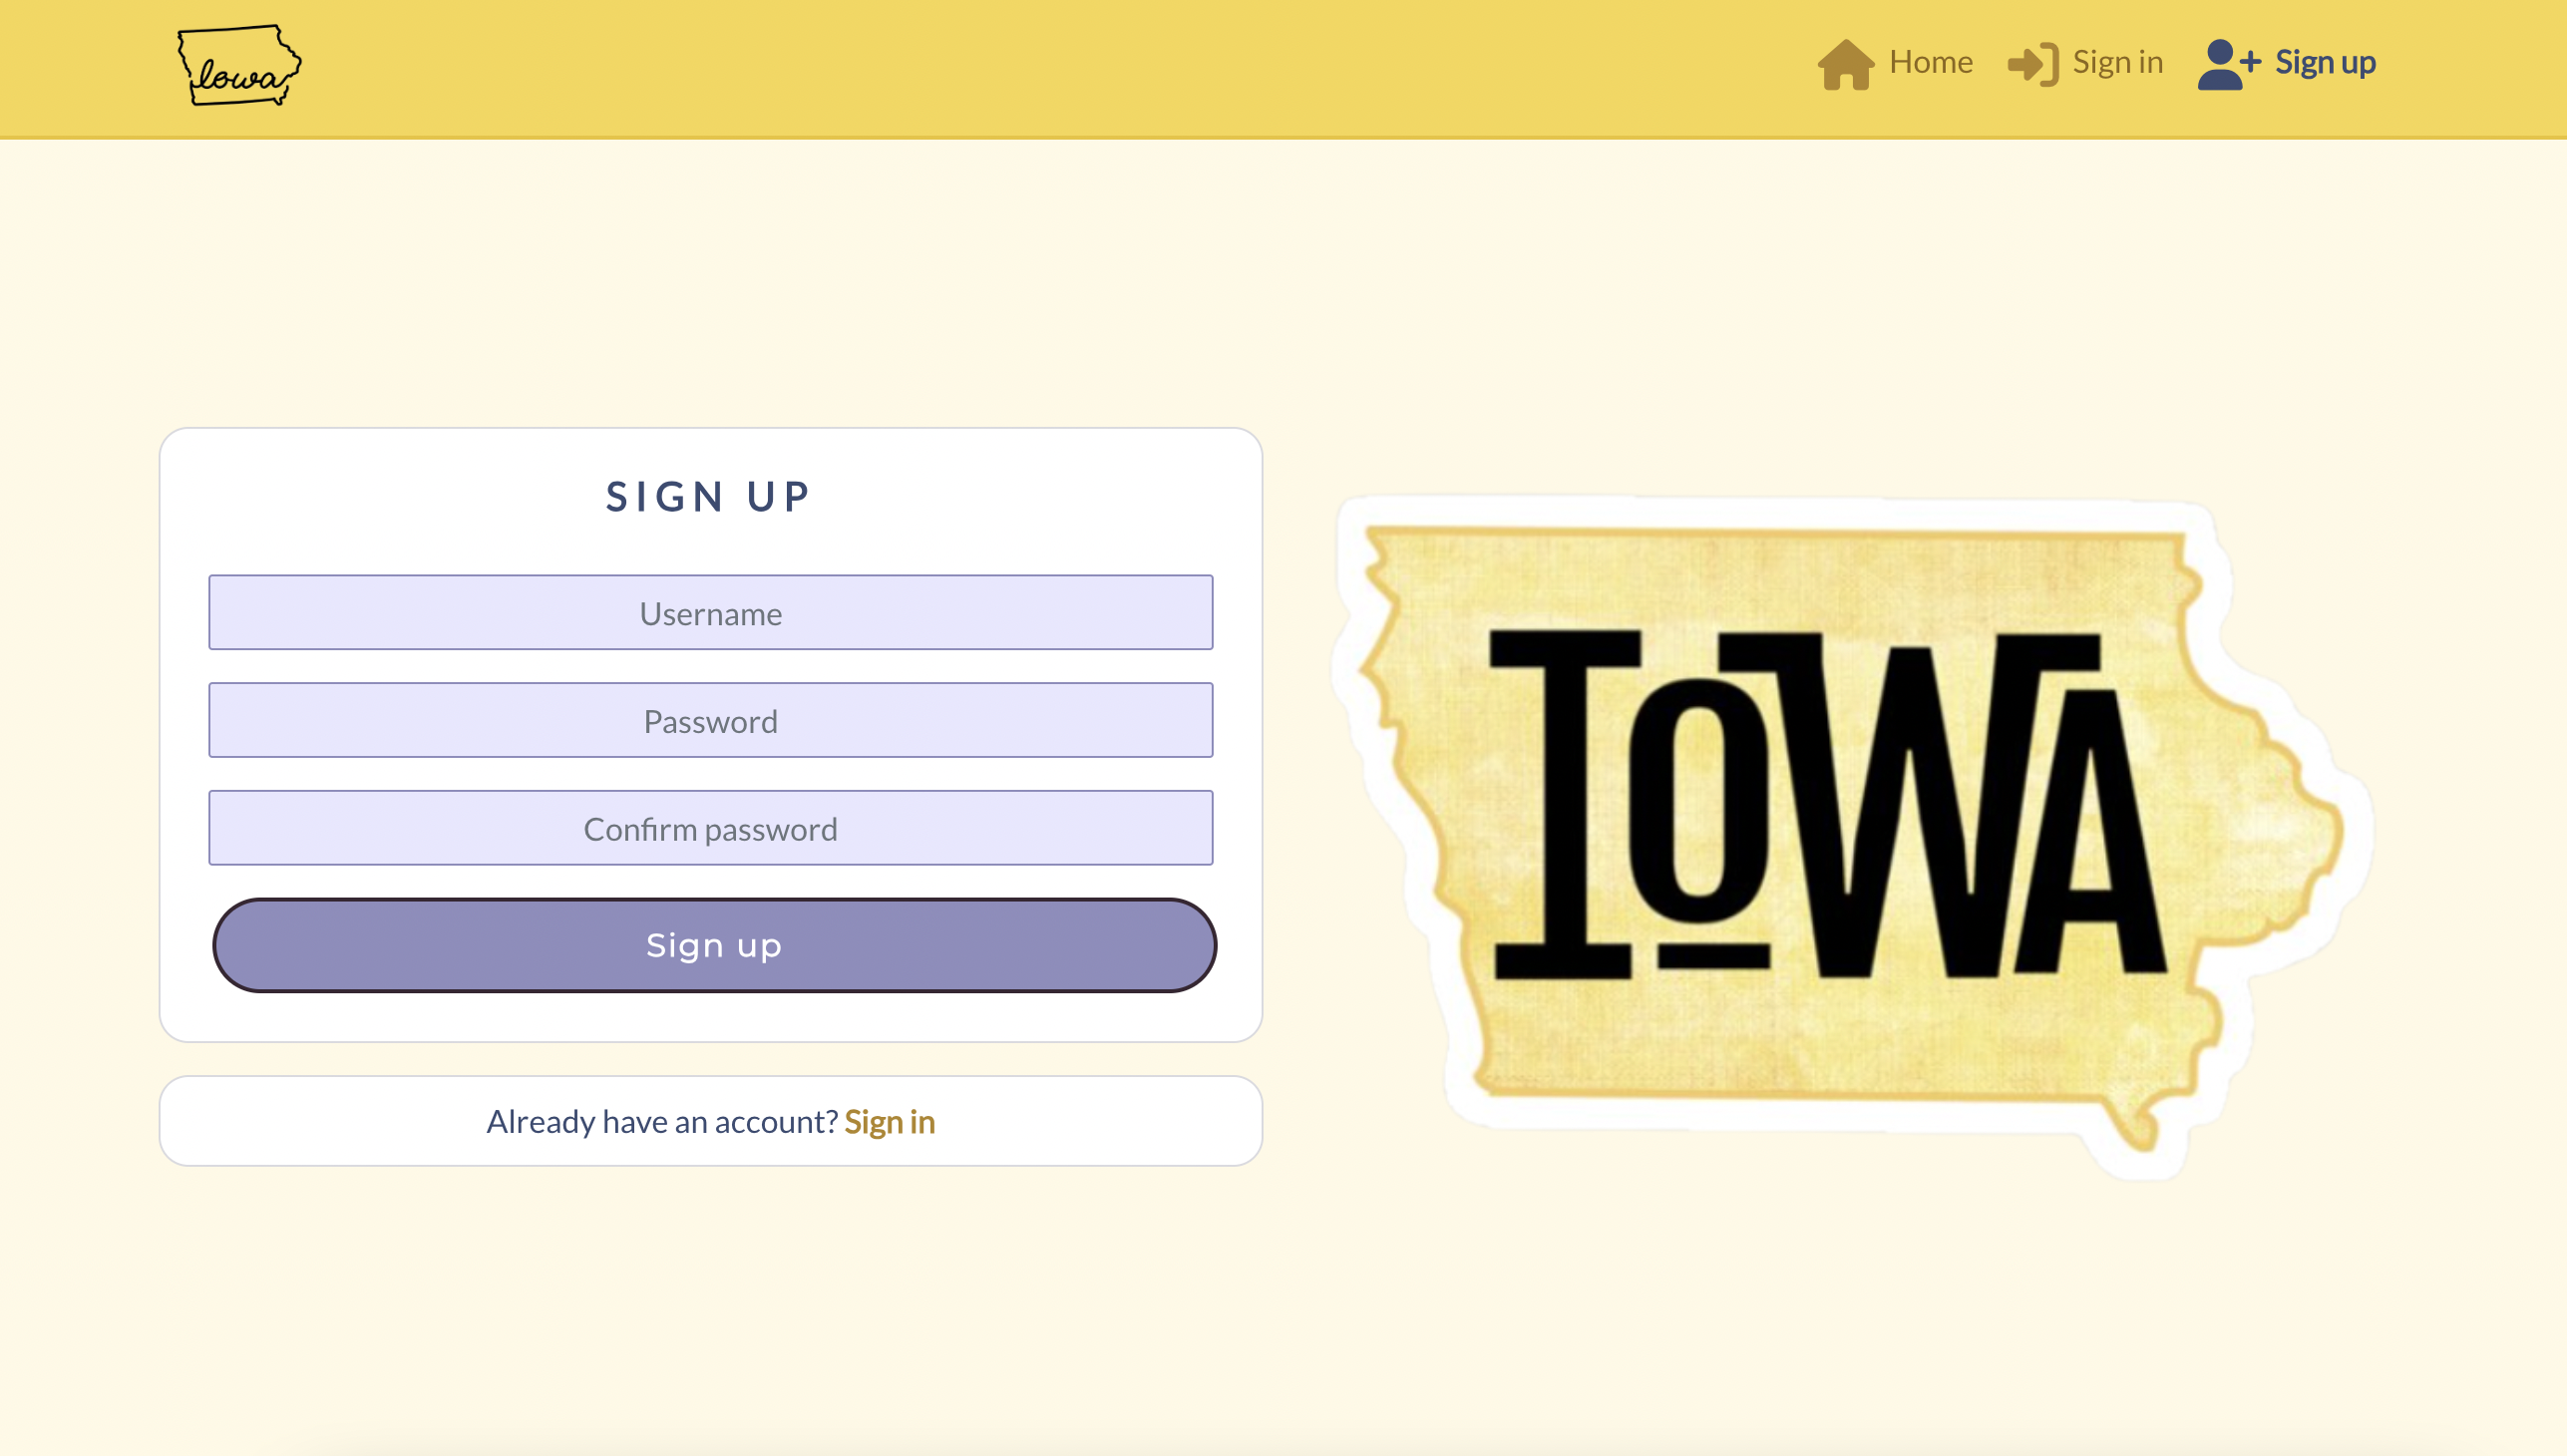 Iowa
Home Sign in Sign up
SIGN UP
Username
Password
Confirm password
Sign up
Already have an account? Sign in
IoWA